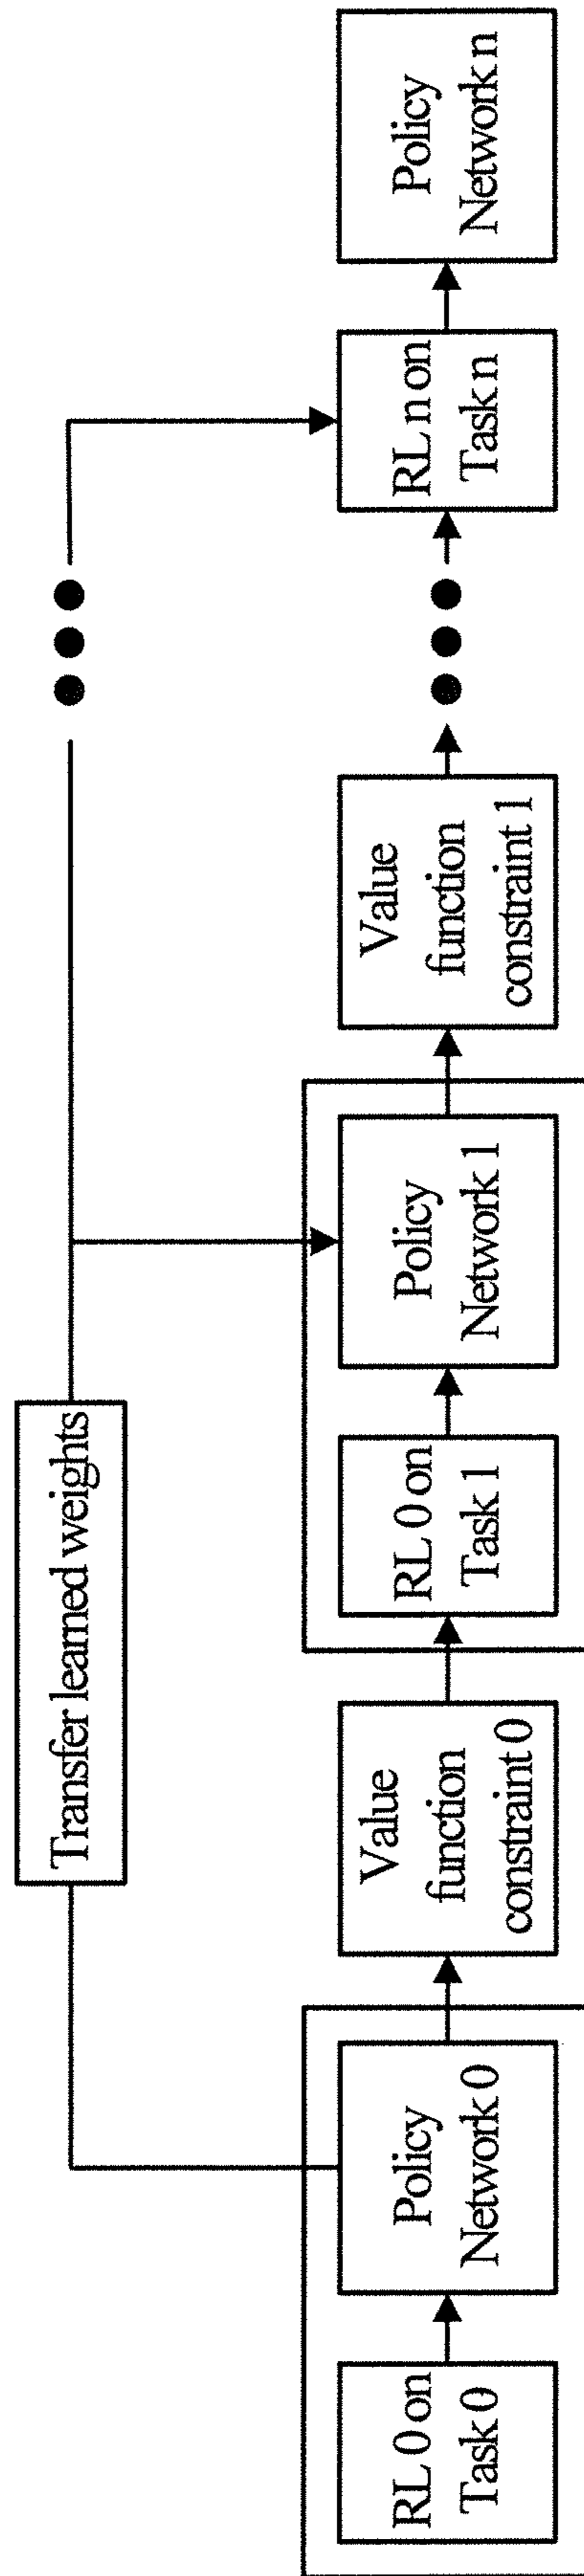 Transfer learned weights
RL 0 on
Task 0
Policy
Network 0
Value
function
constraint 0
RL 0 on
Task 1
Policy
Network 1
Value
function
constraint 1
RL n on
Task n
Policy
Network n